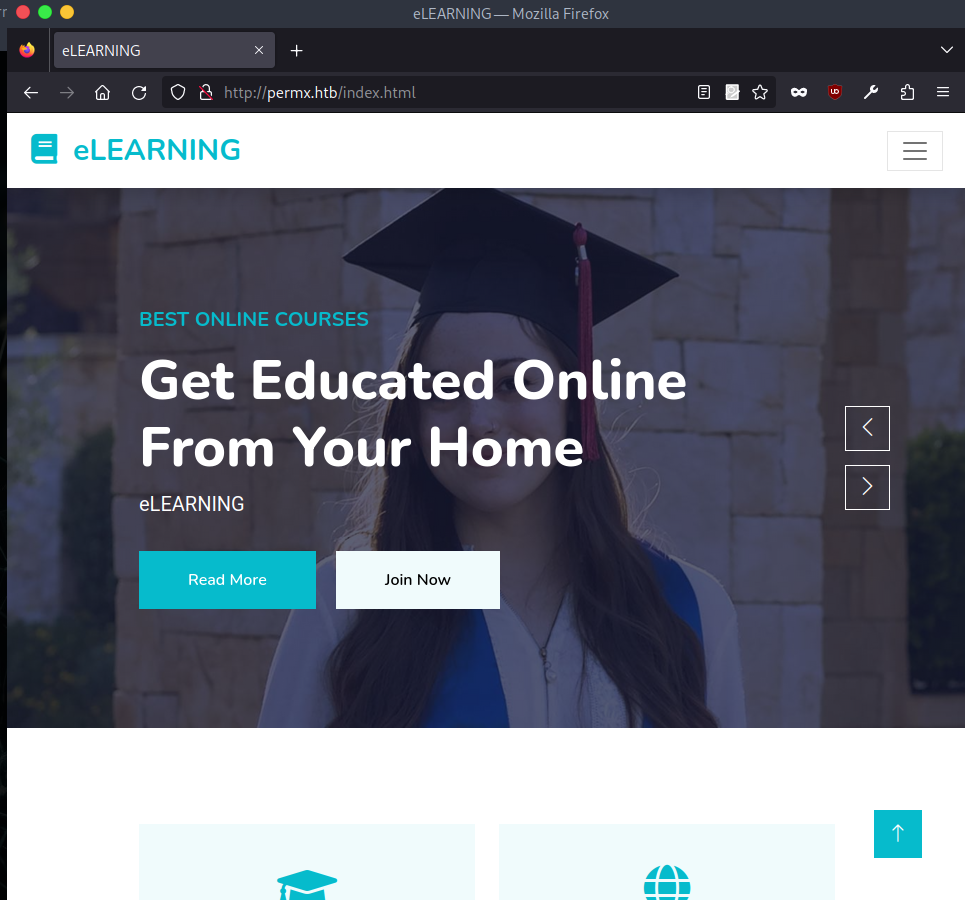 eLEARNING — Mozilla Firefox
eLEARNING
http://permx.htb/index.html
eLEARNING
BEST ONLINE COURSES
Get Educated Online
From Your Home
eLEARNING
Read More
Join Now